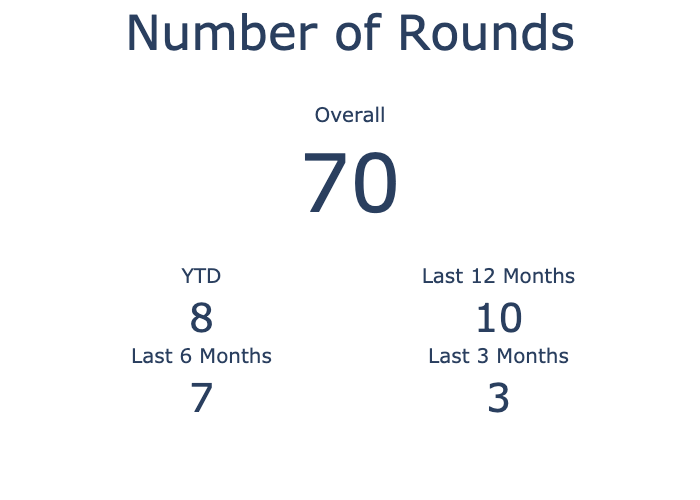 Number of Rounds
Overall
70
YTD
Last 12 Months
8
10
Last 6 Months
Last 3 Months
7
3